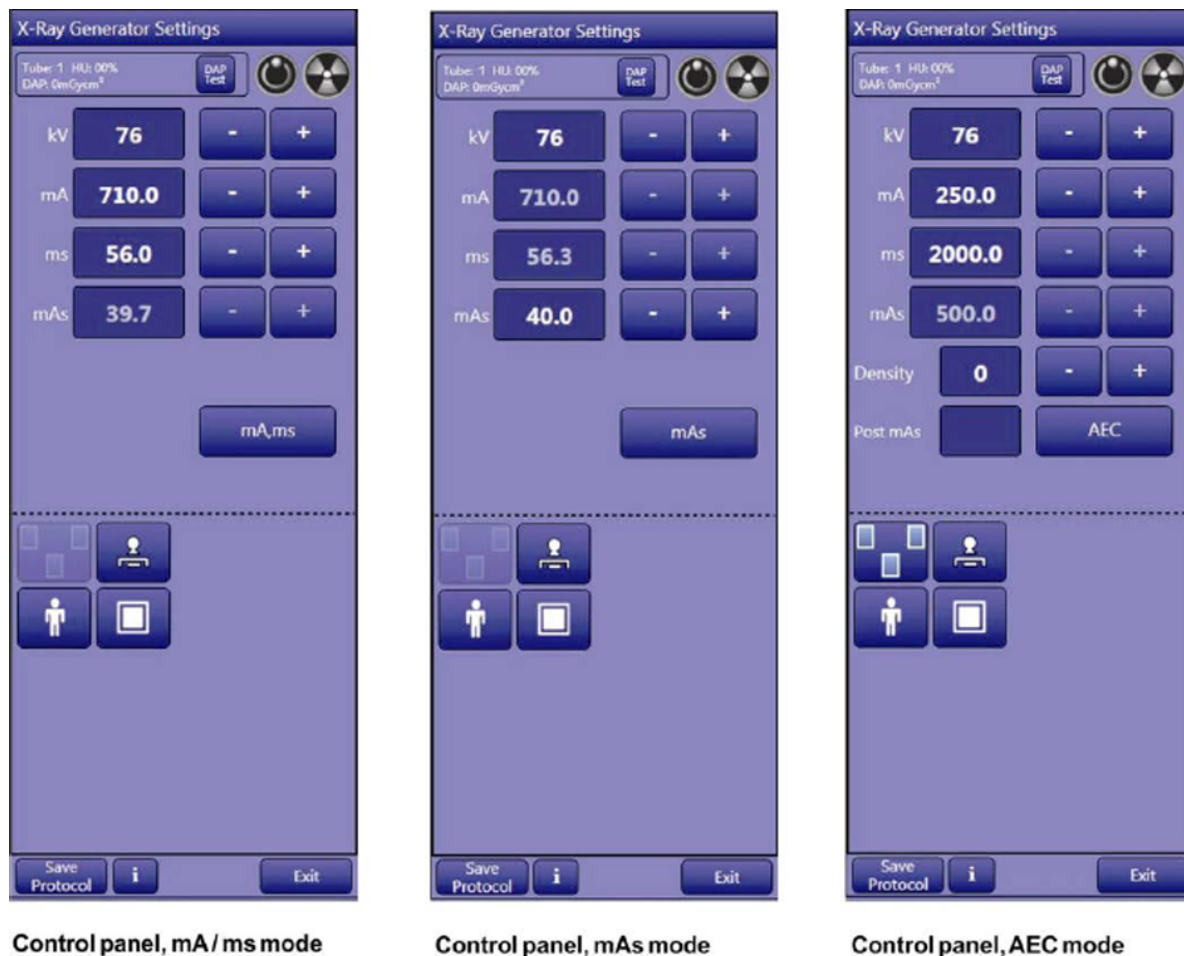 X-Ray Generator Settings
Tube: 1 HU: 00%
DAP: 0mGycm²
DAP
Test
kV 76 - +
mA 710.0 - +
ms 56.0 - +
mAs 39.7 - +
mA,ms
Save
Protocol
i
Exit
Control panel, mA / ms mode
X-Ray Generator Settings
Tube: 1 HU: 00%
DAP: 0mGycm²
DAP
Test
kV 76 - +
mA 710.0 - +
ms 56.3 - +
mAs 40.0 - +
mAs
Save
Protocol
i
Exit
Control panel, mAs mode
X-Ray Generator Settings
Tube: 1 HU: 00%
DAP: 0mGycm²
DAP
Test
kV 76 - +
mA 250.0 - +
ms 2000.0 - +
mAs 500.0 - +
Density 0 - +
Post mAs AEC
Save
Protocol
i
Exit
Control panel, AEC mode